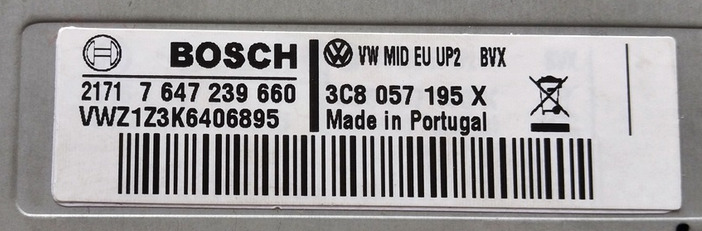 BOSCH
2171 7 647 239 660
VWZ1Z3K6406895
VW MID EU UP2 BVX
3C8 057 195 X
Made in Portugal